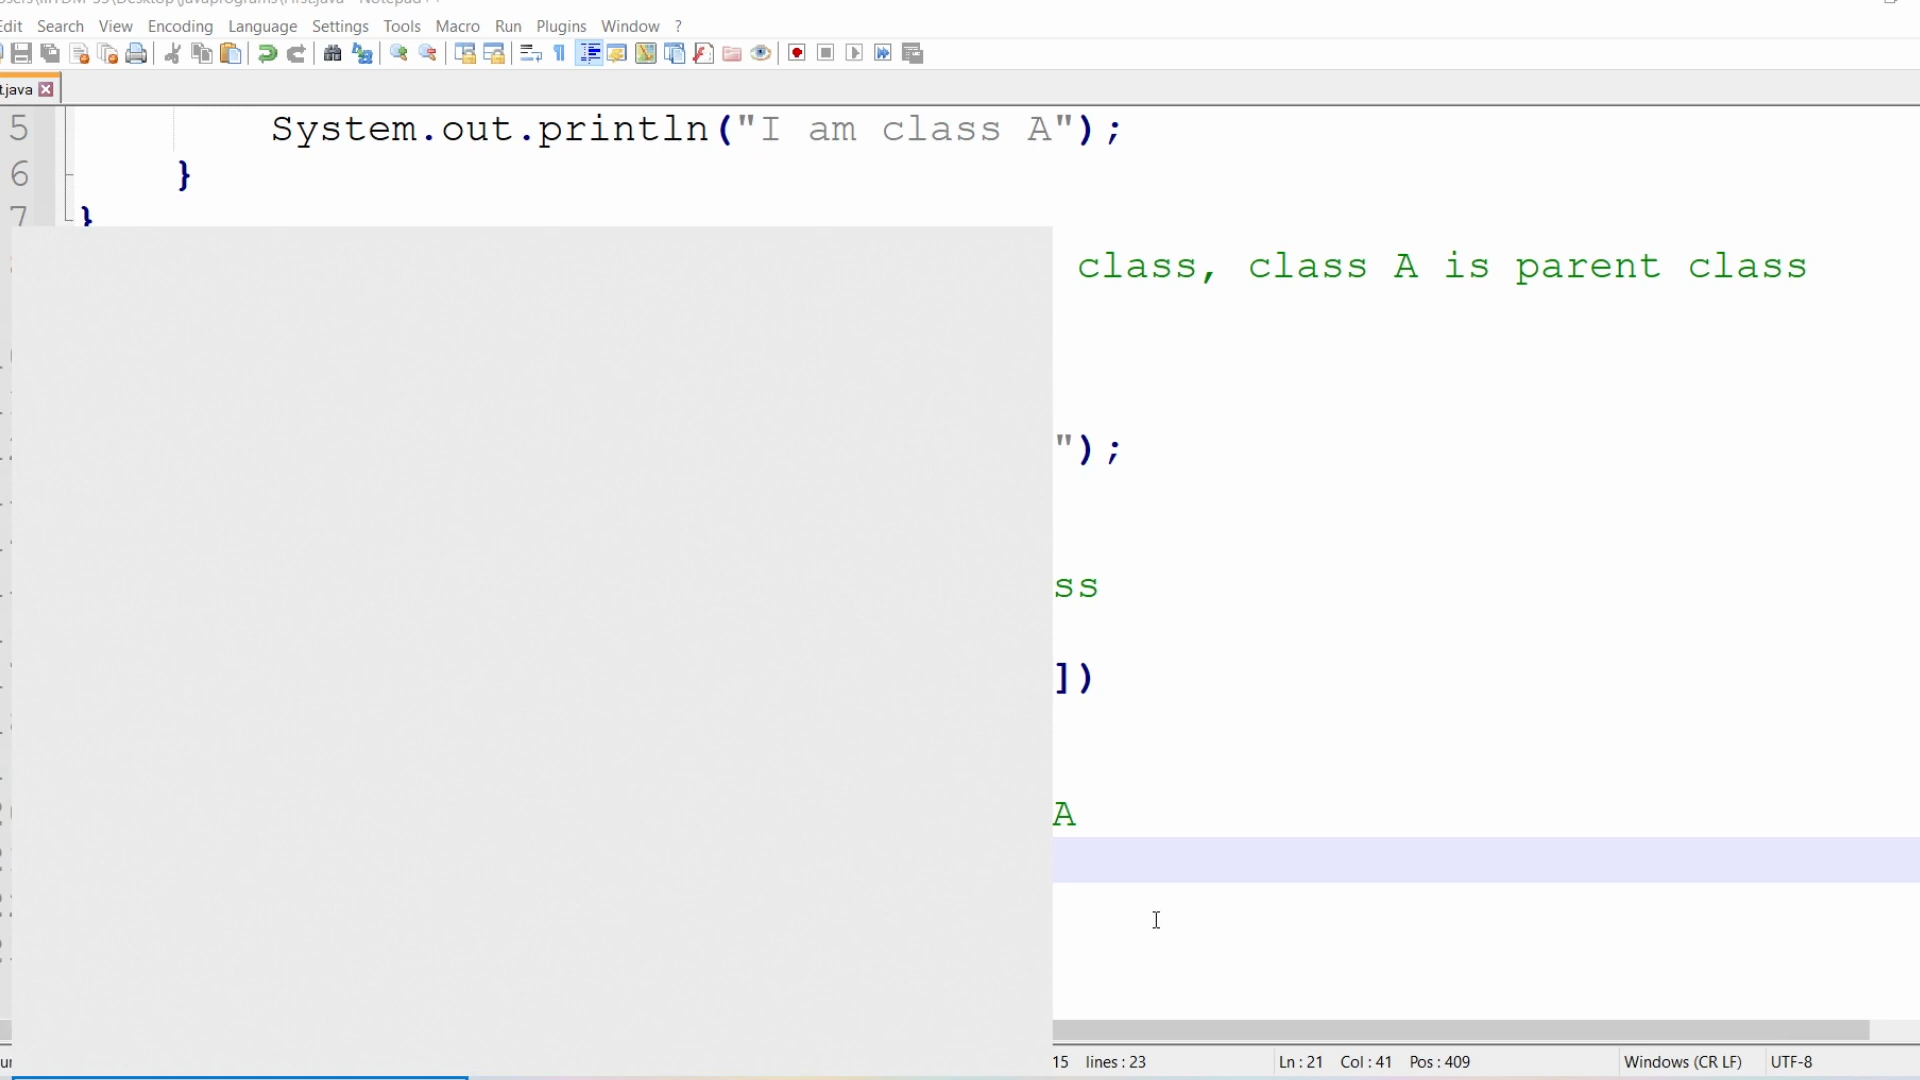 Edit Search View Encoding Language Settings Tools Macro Run Plugins Window ?
t.java
5 System.out.println("I am class A");
6 }
7 }
class, class A is parent class
");
ss
])
A
15 lines : 23 Ln : 21 Col : 41 Pos : 409 Windows (CR LF) UTF-8